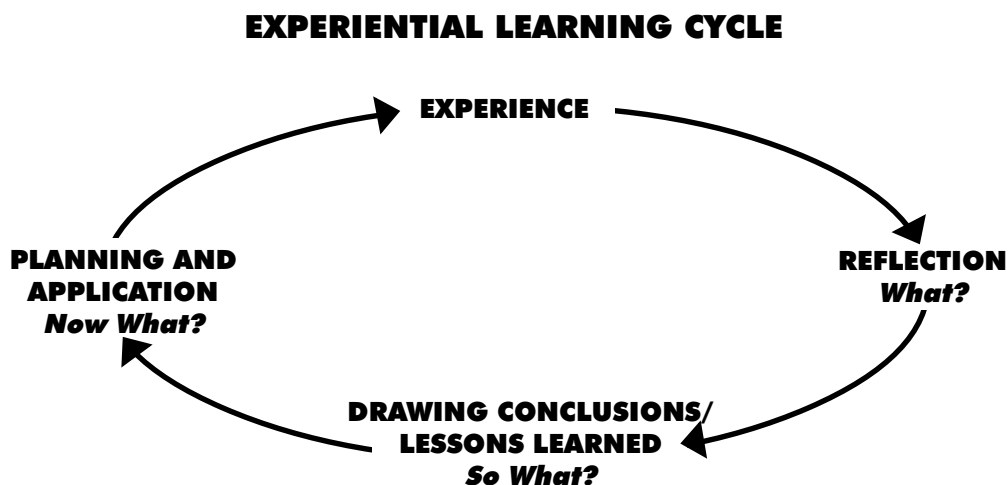 EXPERIENTIAL LEARNING CYCLE
EXPERIENCE
REFLECTION
What?
DRAWING CONCLUSIONS/
LESSONS LEARNED
So What?
PLANNING AND
APPLICATION
Now What?